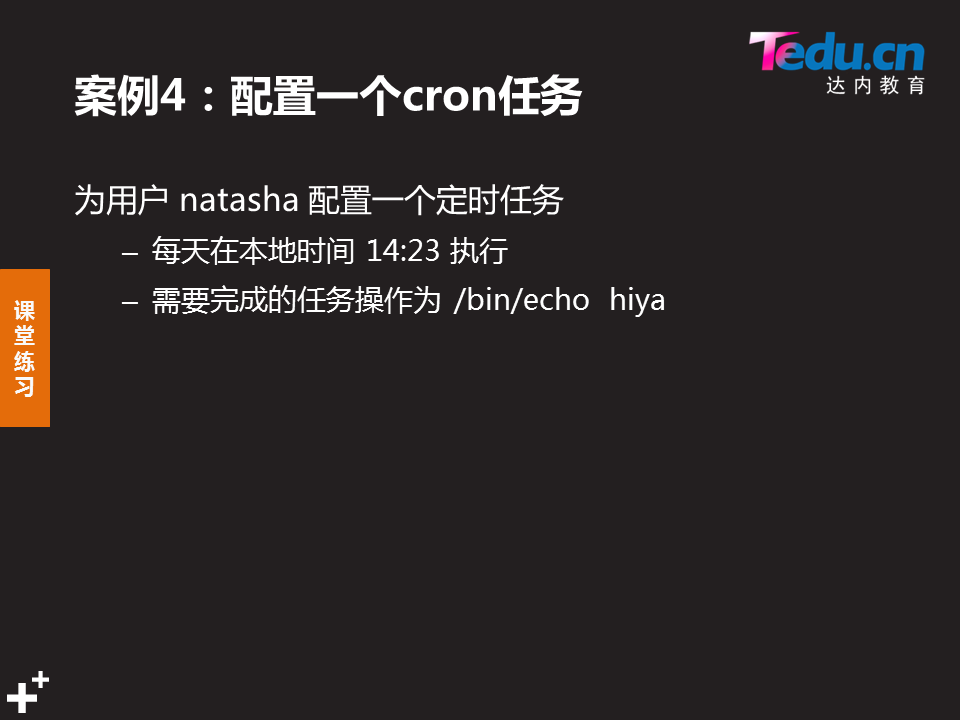 Tedu.cn
达内教育
案例4：配置一个cron任务
为用户 natasha 配置一个定时任务
– 每天在本地时间 14:23 执行
– 需要完成的任务操作为 /bin/echo  hiya
课
堂
练
习